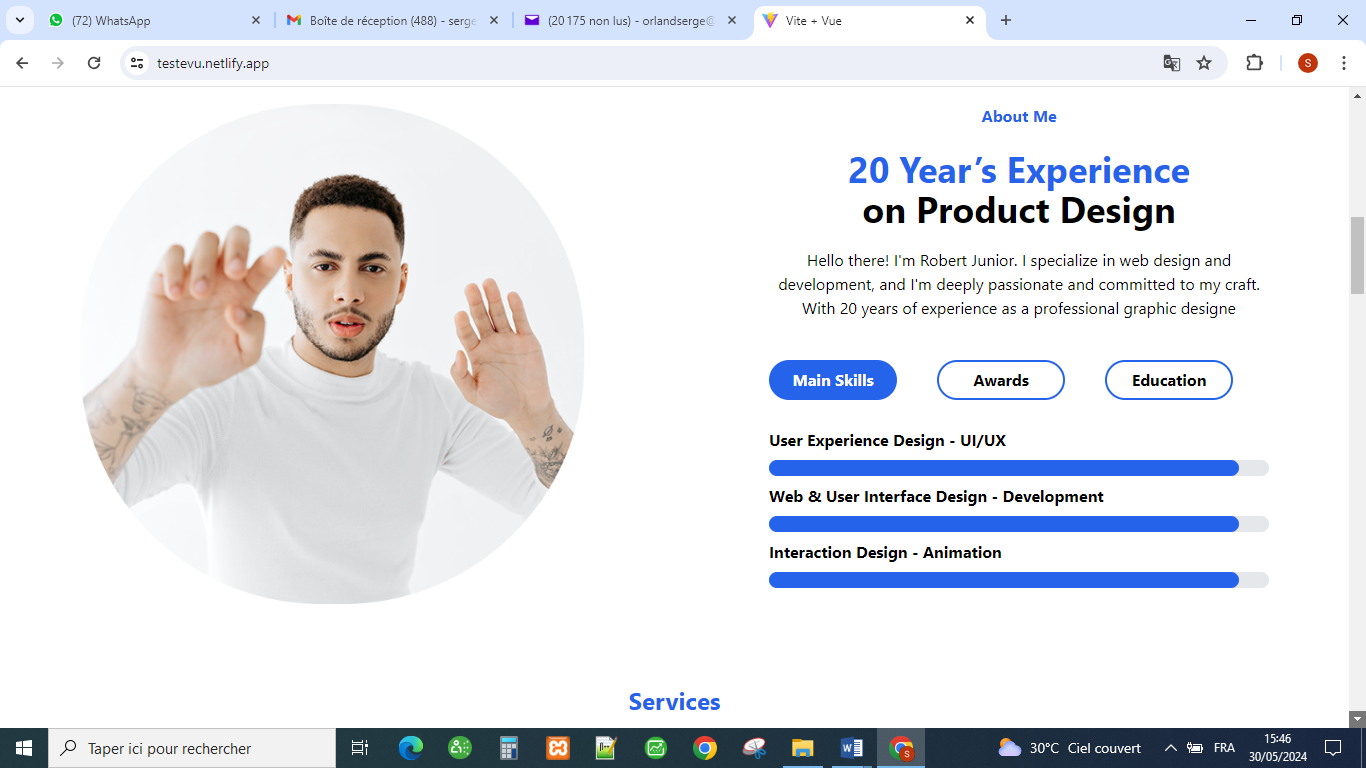 (72) WhatsApp
Boîte de réception (488) - serge
(20 175 non lus) - orlandserge@
Vite + Vue
testevu.netlify.app
S
About Me
20 Year’s Experience
on Product Design
Hello there! I'm Robert Junior. I specialize in web design and
development, and I'm deeply passionate and committed to my craft.
With 20 years of experience as a professional graphic designe
Main Skills
Awards
Education
User Experience Design - UI/UX
Web & User Interface Design - Development
Interaction Design - Animation
Services
Taper ici pour rechercher
30°C Ciel couvert
FRA
15:46
30/05/2024